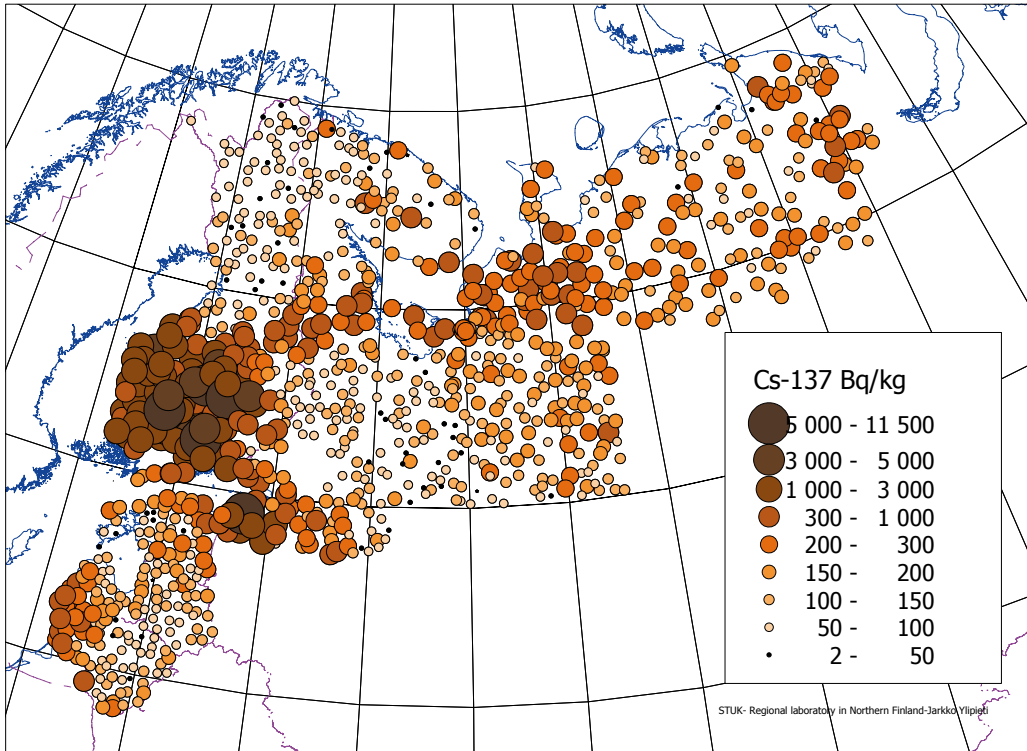 Cs-137 Bq/kg
5 000 - 11 500
3 000 - 5 000
1 000 - 3 000
300 - 1 000
200 - 300
150 - 200
100 - 150
50 - 100
2 - 50
STUK- Regional laboratory in Northern Finland-Jarkko Ylipieti